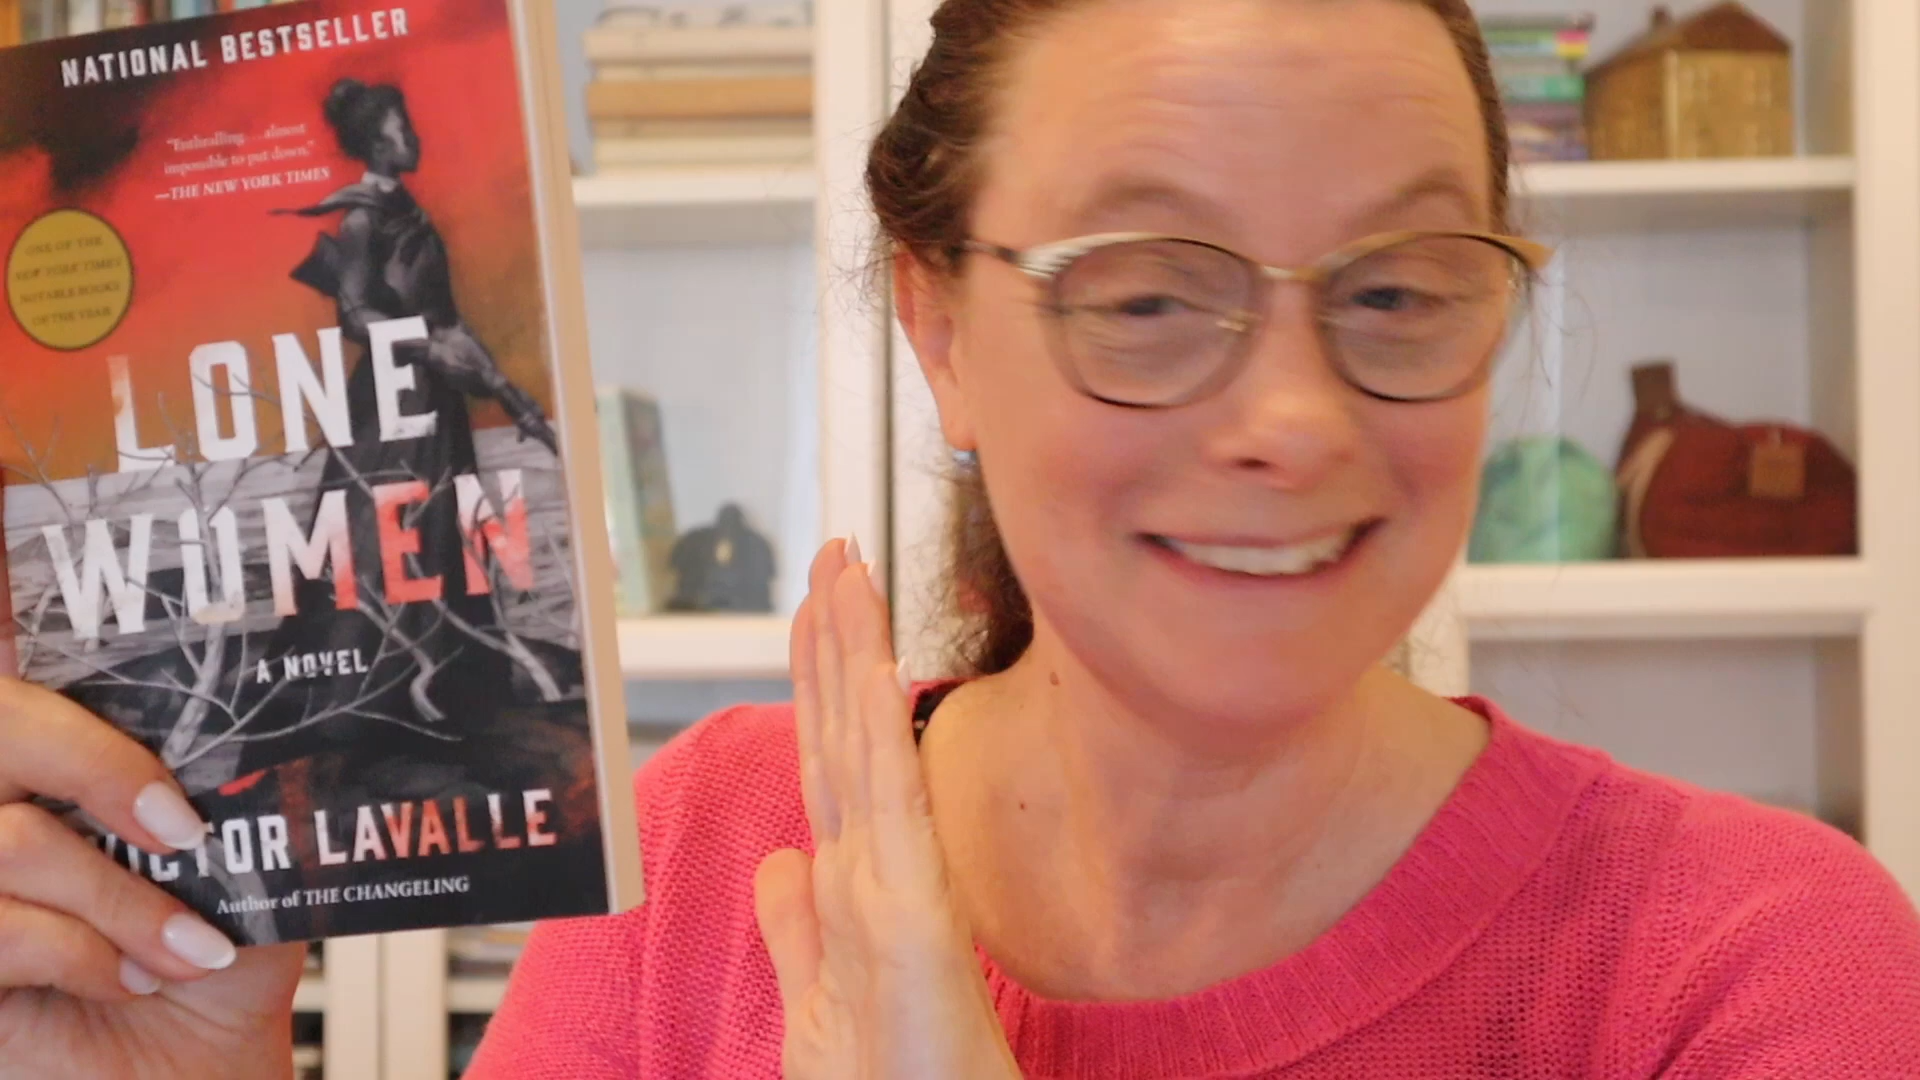 NATIONAL BESTSELLER
"Enthralling....almost
impossible to put down."
—THE NEW YORK TIMES
ONE OF THE
NEW YORK TIMES
NOTABLE BOOKS
OF THE YEAR
LONE
WOMEN
A NOVEL
VICTOR LAVALLE
Author of THE CHANGELING